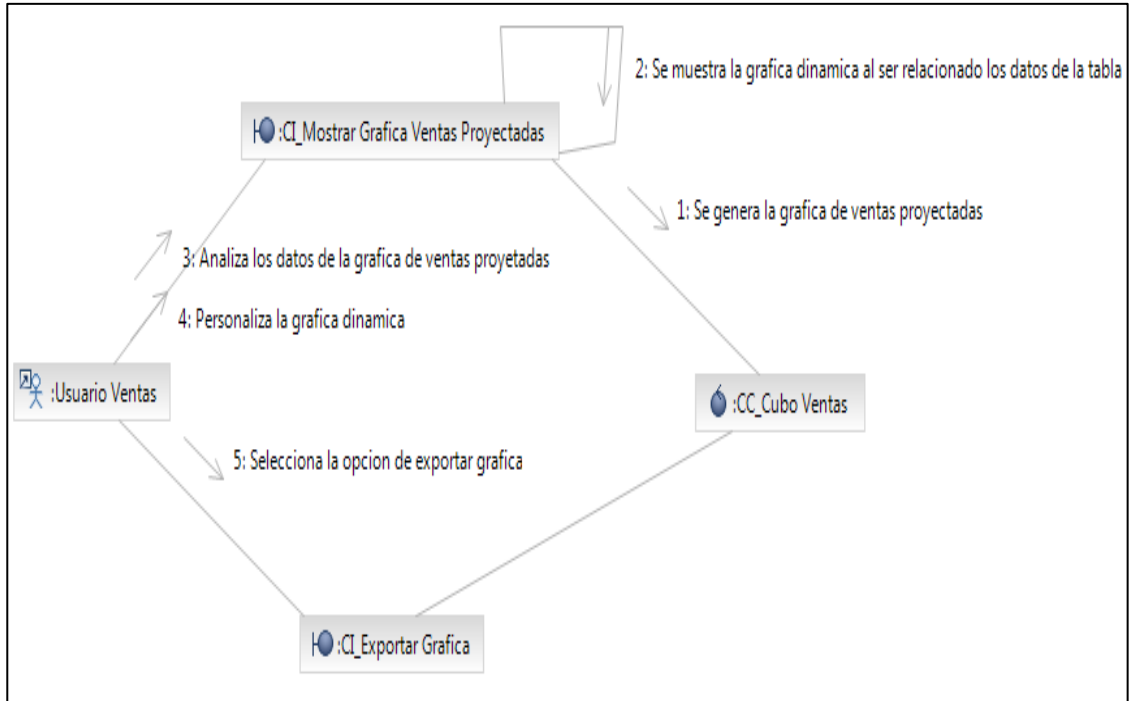 2: Se muestra la grafica dinamica al ser relacionado los datos de la tabla
:CI_Mostrar Grafica Ventas Proyectadas
1: Se genera la grafica de ventas proyectadas
3: Analiza los datos de la grafica de ventas proyetadas
4: Personaliza la grafica dinamica
:Usuario Ventas
:CC_Cubo Ventas
5: Selecciona la opcion de exportar grafica
:CI_Exportar Grafica